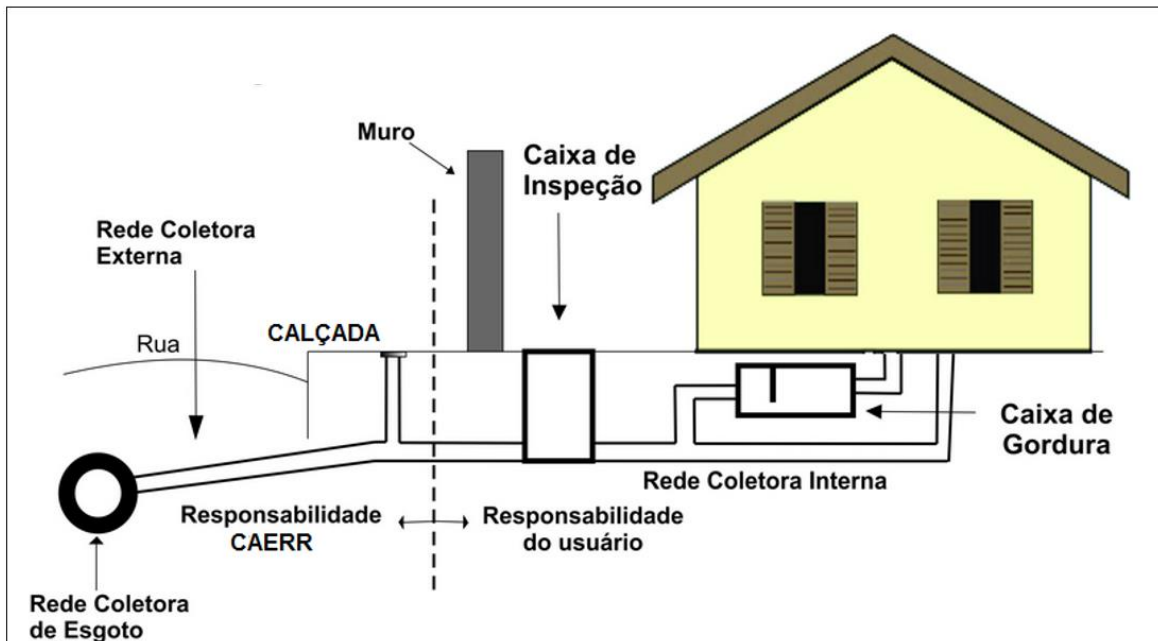 Muro
Caixa de
Inspeção
Rede Coletora
Externa
CALÇADA
Rua
Caixa de
Gordura
Rede Coletora Interna
Responsabilidade
CAERR
Responsabilidade
do usuário
Rede Coletora
de Esgoto